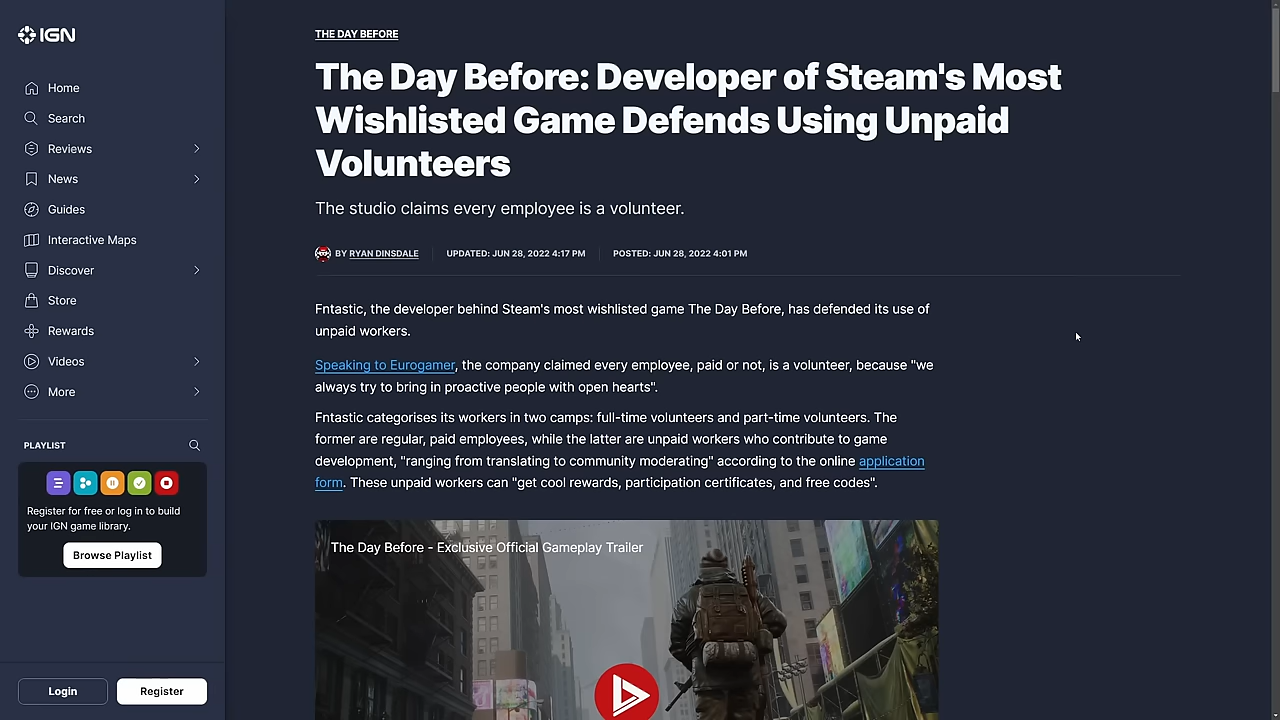 IGN
Home
Search
Reviews
News
Guides
Interactive Maps
Discover
Store
Rewards
Videos
More
PLAYLIST
Register for free or log in to build
your IGN game library.
Browse Playlist
Login
Register
THE DAY BEFORE
The Day Before: Developer of Steam's Most
Wishlisted Game Defends Using Unpaid
Volunteers
The studio claims every employee is a volunteer.
BY RYAN DINSDALE UPDATED: JUN 28, 2022 4:17 PM POSTED: JUN 28, 2022 4:01 PM
Fntastic, the developer behind Steam's most wishlisted game The Day Before, has defended its use of
unpaid workers.
Speaking to Eurogamer, the company claimed every employee, paid or not, is a volunteer, because "we
always try to bring in proactive people with open hearts".
Fntastic categorises its workers in two camps: full-time volunteers and part-time volunteers. The
former are regular, paid employees, while the latter are unpaid workers who contribute to game
development, "ranging from translating to community moderating" according to the online application
form. These unpaid workers can "get cool rewards, participation certificates, and free codes".
The Day Before - Exclusive Official Gameplay Trailer